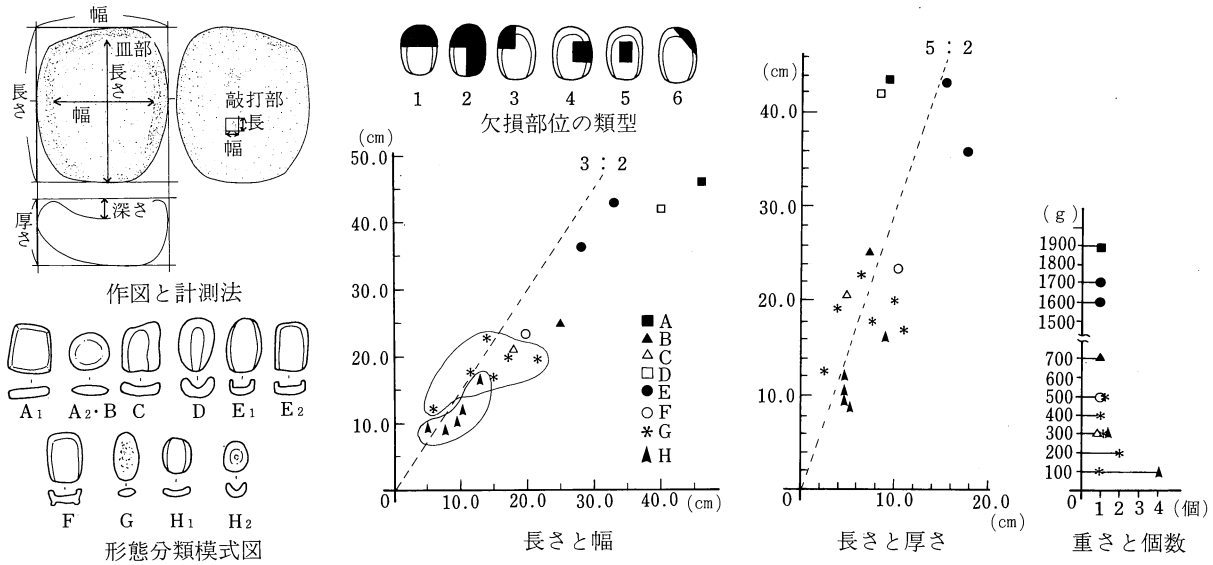 幅
長さ
皿部
長さ
幅
敲打部
長
幅
厚さ
深さ
作図と計測法
1 2 3 4 5 6
欠損部位の類型
A1 A2・B C D E1 E2
F G H1 H2
形態分類模式図
(cm)
3 : 2
50.0
40.0
30.0
20.0
10.0
0 10.0 20.0 30.0 40.0 (cm)
A
B
C
D
E
F
G
H
長さと幅
(cm)
5 : 2
40.0
30.0
20.0
10.0
0 10.0 20.0
(cm)
長さと厚さ
(g)
1900
1800
1700
1600
1500
700
600
500
400
300
200
100
0 1 2 3 4 (個)
重さと個数